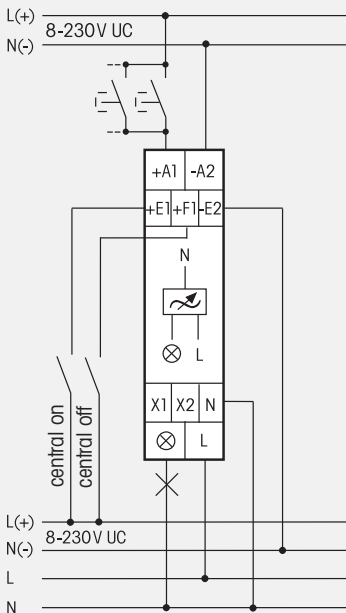 L(+)
8-230V UC
N(-)
+A1 -A2
+E1 +F1 -E2
N
L
X1 X2 N
L
central on
central off
L(+)
8-230V UC
N(-)
L
N